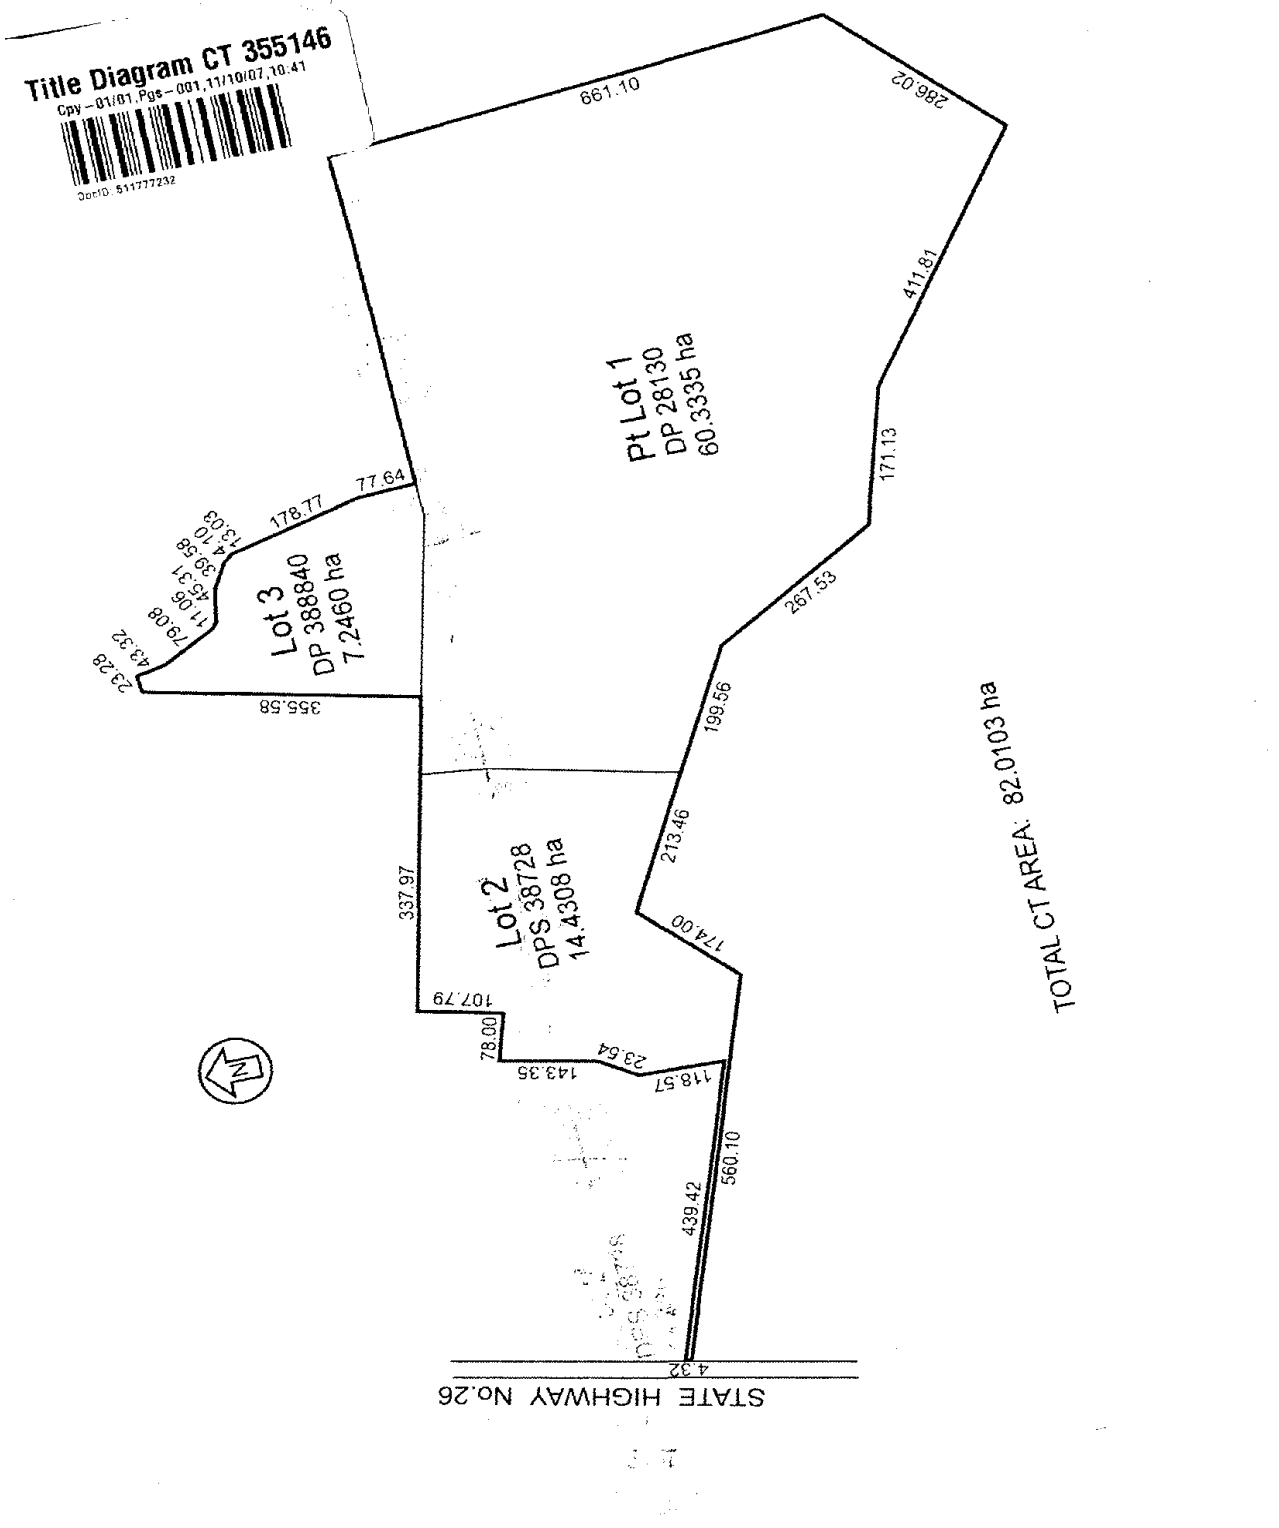 Title Diagram CT 355146
Cpy - 01/01, Pgs - 001, 11/10/07, 10:41
DocID: 511777232
661.10
286.02
411.81
171.13
267.53
199.56
213.46
174.00
560.10
439.42
4.32
118.57
23.54
143.35
78.00
107.79
337.97
355.58
23.28
43.32
79.08
11.06
45.31
39.58
4.10
13.03
178.77
77.64
Pt Lot 1
DP 28130
60.3335 ha
Lot 3
DP 388840
7.2460 ha
Lot 2
DPS 38728
14.4308 ha
TOTAL CT AREA: 82.0103 ha
N
STATE HIGHWAY No.26